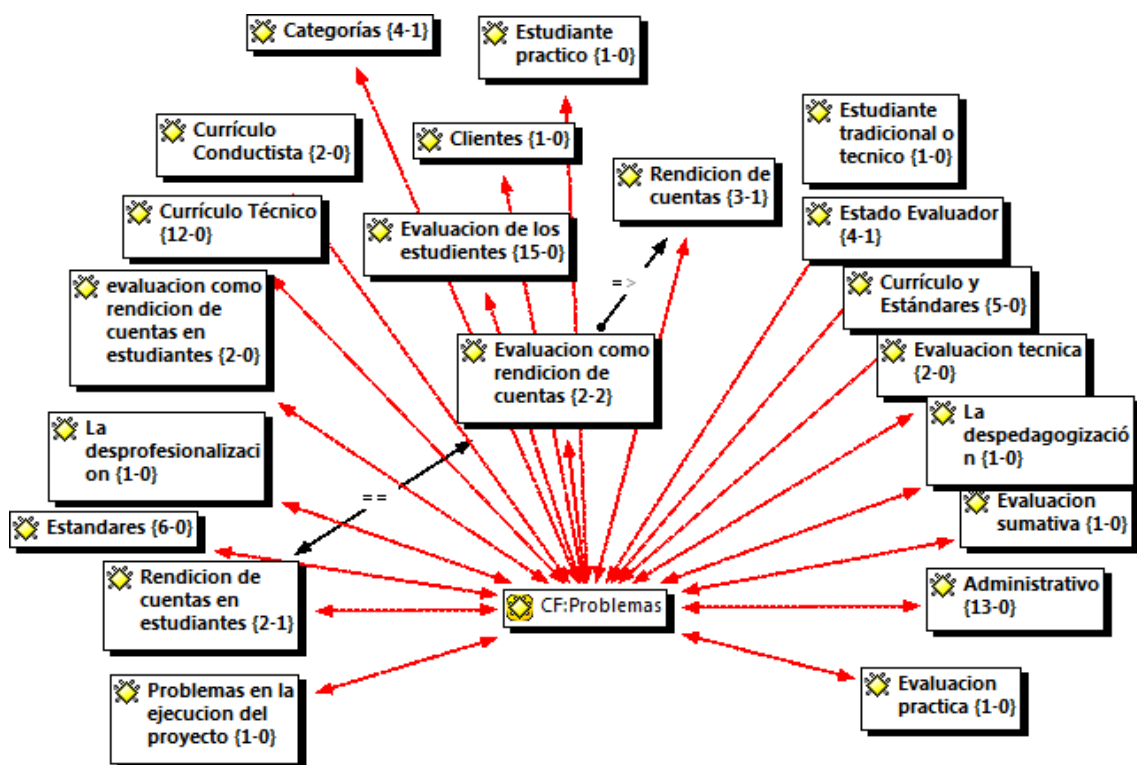 Categorías {4-1}
Estudiante
practico {1-0}
Currículo
Conductista {2-0}
Clientes {1-0}
Estudiante
tradicional o
tecnico {1-0}
Rendicion de
cuentas {3-1}
Currículo Técnico
{12-0}
Evaluacion de los
estudientes {15-0}
Estado Evaluador
{4-1}
evaluacion como
rendicion de
cuentas en
estudiantes {2-0}
=>
Currículo y
Estándares {5-0}
Evaluacion como
rendicion de
cuentas {2-2}
Evaluacion tecnica
{2-0}
La
desprofesionalizaci
on {1-0}
La
despedagogizació
n {1-0}
==
Estandares {6-0}
Evaluacion
sumativa {1-0}
Rendicion de
cuentas en
estudiantes {2-1}
CF:Problemas
Administrativo
{13-0}
Problemas en la
ejecucion del
proyecto {1-0}
Evaluacion
practica {1-0}